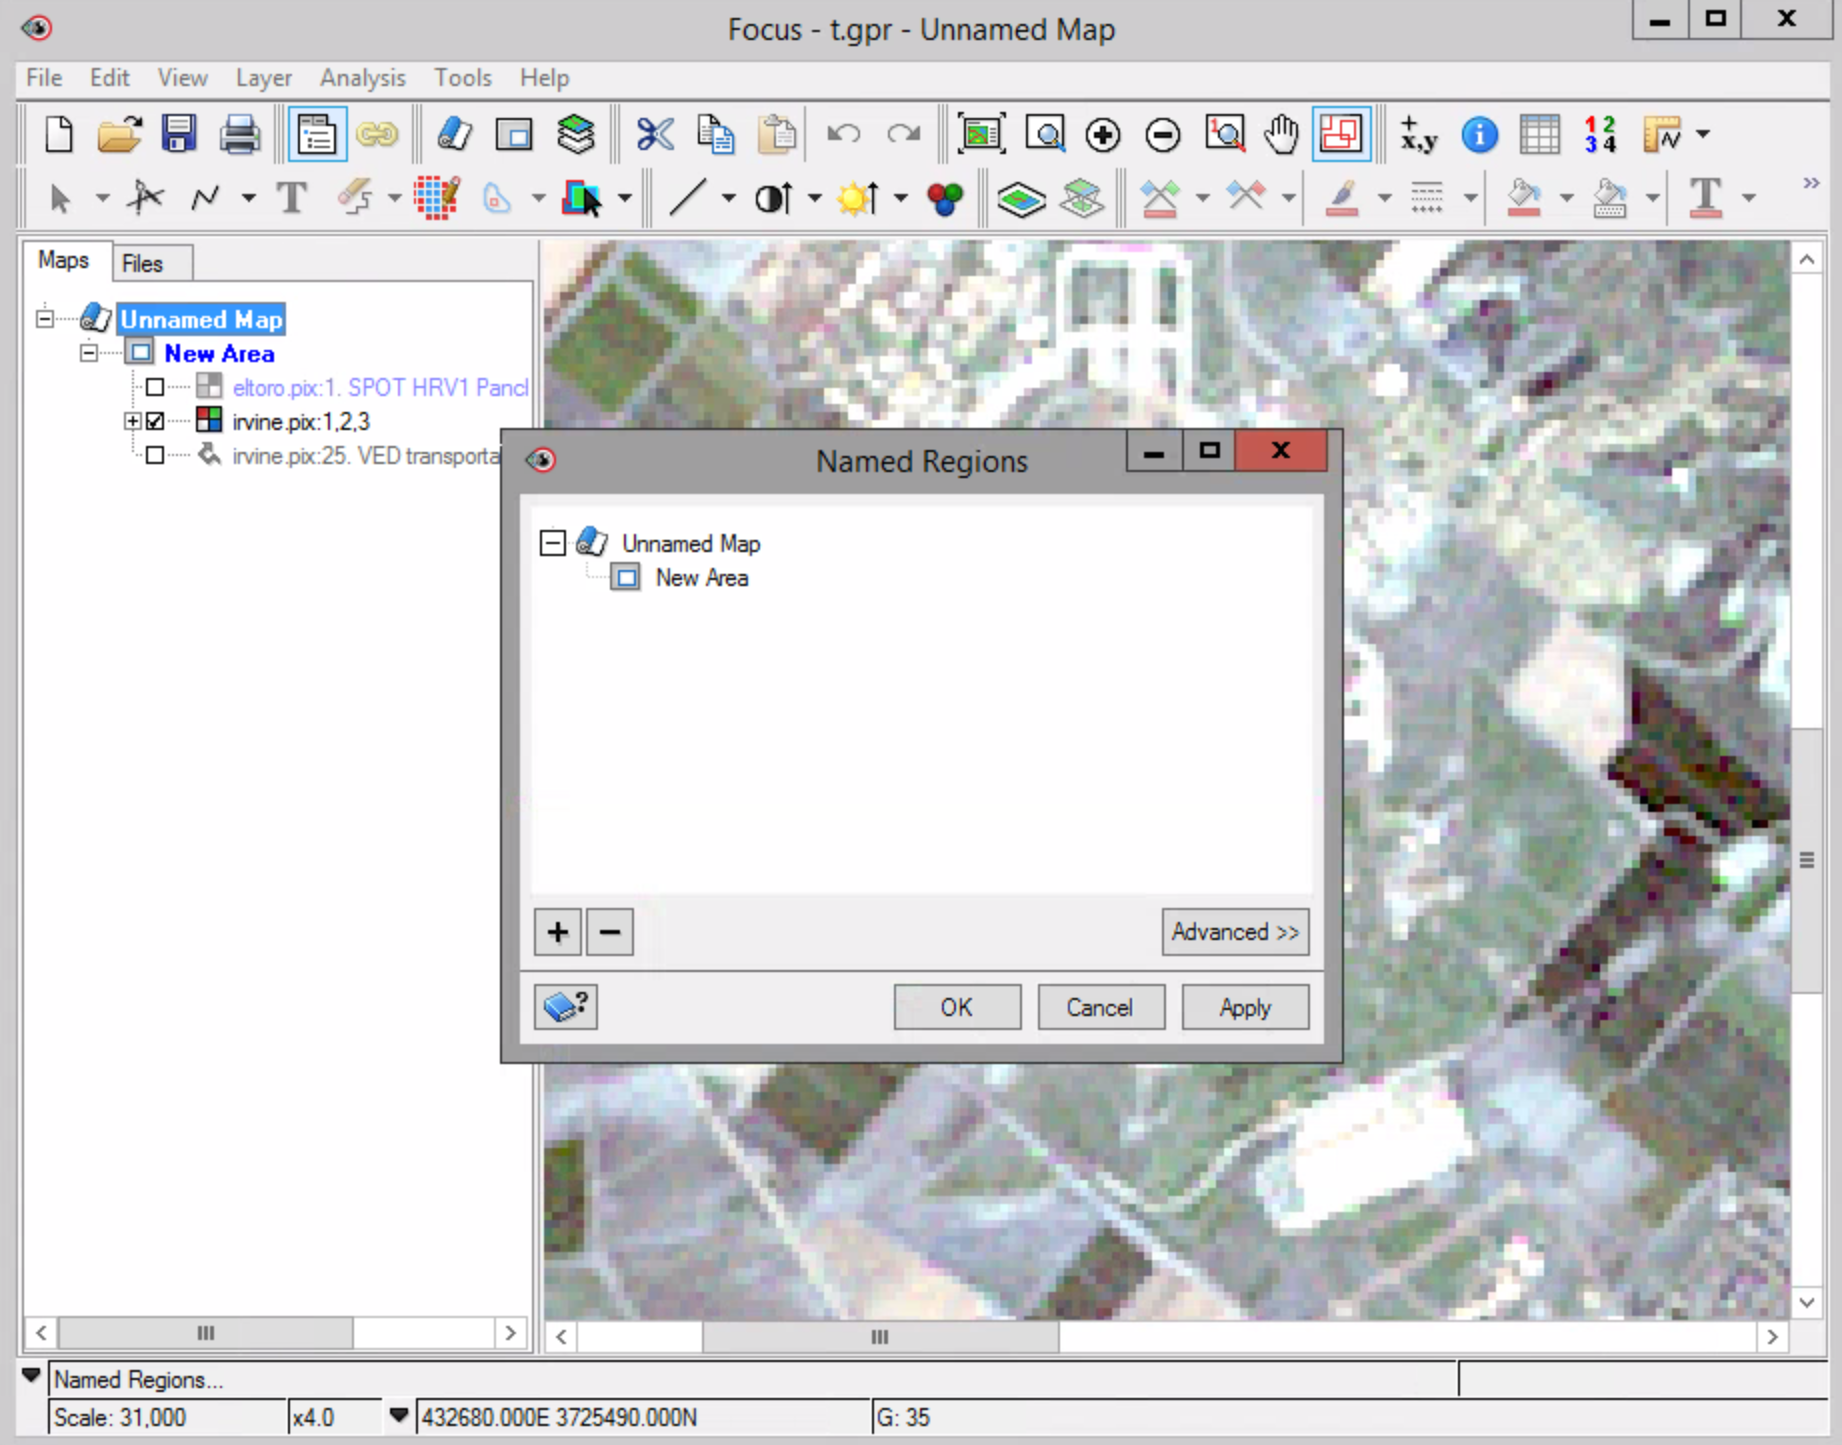 Focus - t.gpr - Unnamed Map
File Edit View Layer Analysis Tools Help
+ x,y 1 2 3 4
Maps Files
Unnamed Map
New Area
eltoro.pix:1. SPOT HRV1 Pancl
irvine.pix:1,2,3
irvine.pix:25. VED transporta
Named Regions
Unnamed Map
New Area
Advanced >>
OK Cancel Apply
Named Regions...
Scale: 31,000 x4.0 432680.000E 3725490.000N G: 35